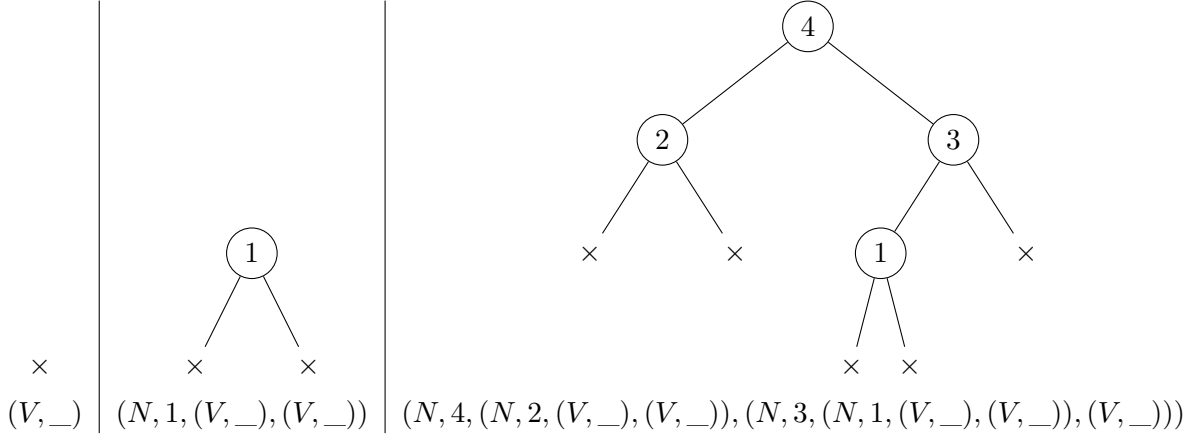 4
2 3
1 × × 1 ×
× × × × ×
(V, _) (N, 1, (V, _), (V, _)) (N, 4, (N, 2, (V, _), (V, _)), (N, 3, (N, 1, (V, _), (V, _)), (V, _)))